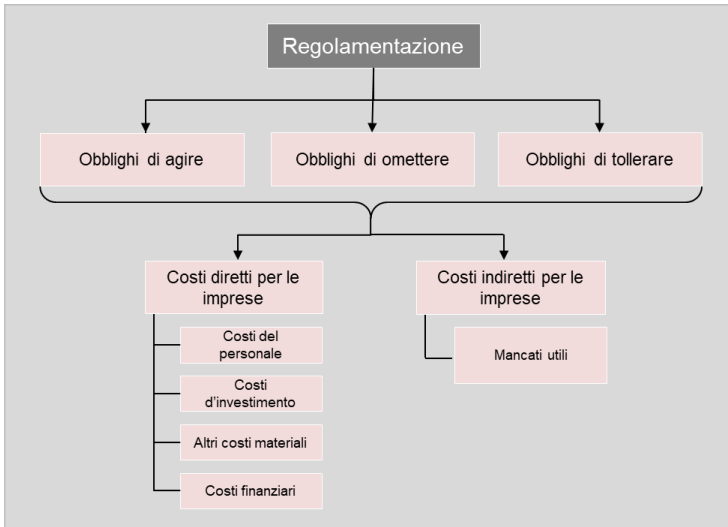 Regolamentazione
Obblighi di agire
Obblighi di omettere
Obblighi di tollerare
Costi diretti per le
imprese
Costi indiretti per le
imprese
Costi del
personale
Mancati utili
Costi
d'investimento
Altri costi materiali
Costi finanziari